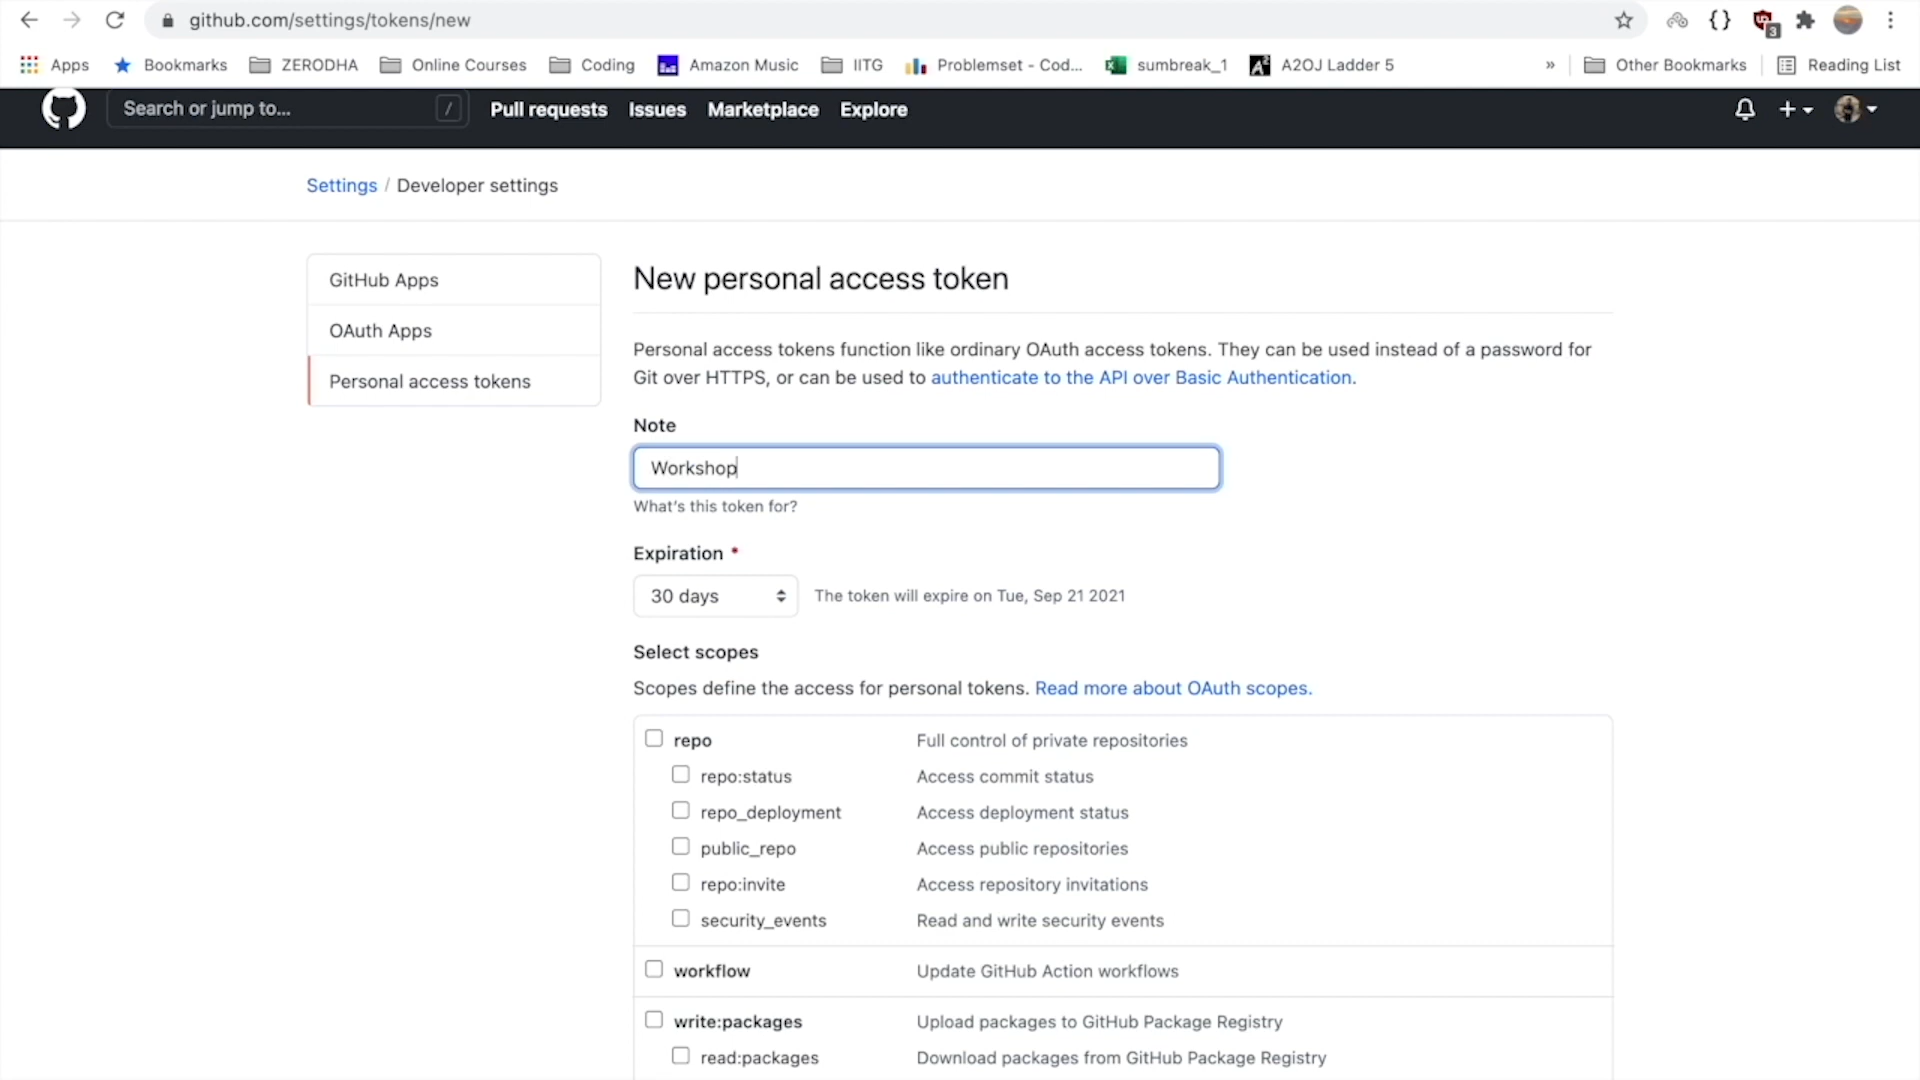 github.com/settings/tokens/new
3
Apps Bookmarks ZERODHA Online Courses Coding Amazon Music IITG Problemset - Cod... sumbreak_1 A2OJ Ladder 5 » Other Bookmarks Reading List
Search or jump to... / Pull requests Issues Marketplace Explore
Settings / Developer settings
GitHub Apps
OAuth Apps
Personal access tokens
New personal access token
Personal access tokens function like ordinary OAuth access tokens. They can be used instead of a password for
Git over HTTPS, or can be used to authenticate to the API over Basic Authentication.
Note
Workshop
What's this token for?
Expiration *
30 days The token will expire on Tue, Sep 21 2021
Select scopes
Scopes define the access for personal tokens. Read more about OAuth scopes.
repo Full control of private repositories
repo:status Access commit status
repo_deployment Access deployment status
public_repo Access public repositories
repo:invite Access repository invitations
security_events Read and write security events
workflow Update GitHub Action workflows
write:packages Upload packages to GitHub Package Registry
read:packages Download packages from GitHub Package Registry